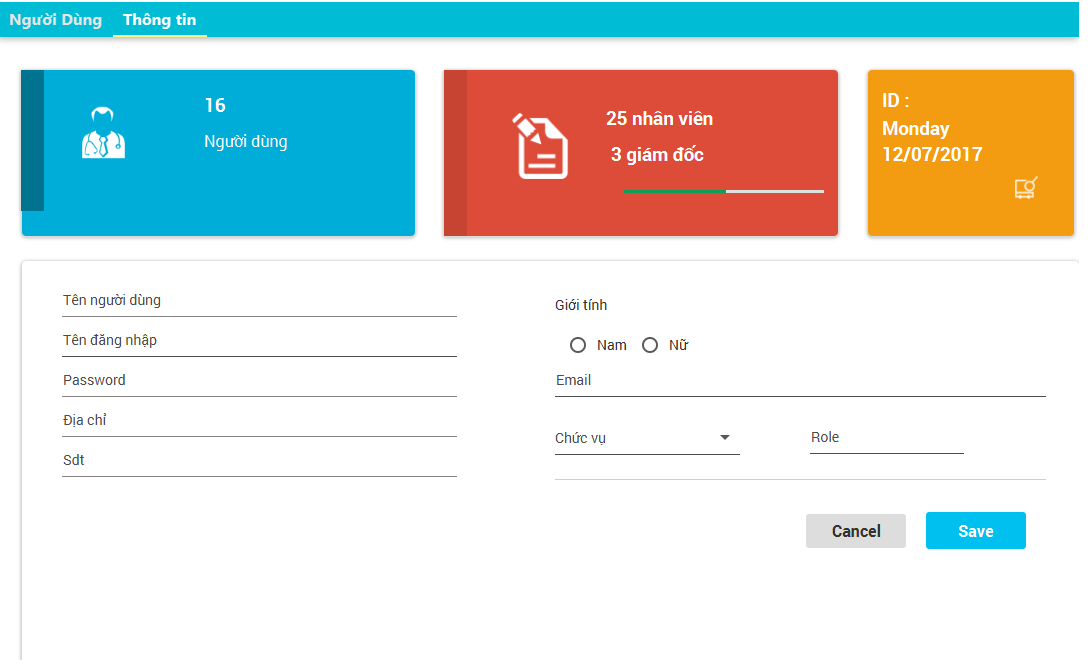 Người Dùng Thông tin
16
Người dùng
25 nhân viên
3 giám đốc
ID :
Monday
12/07/2017
Tên người dùng
Tên đăng nhập
Password
Địa chỉ
Sdt
Giới tính
Nam Nữ
Email
Chức vụ Role
Cancel Save